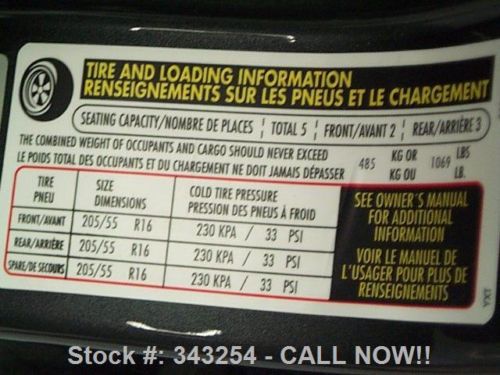 TIRE AND LOADING INFORMATION
RENSEIGNEMENTS SUR LES PNEUS ET LE CHARGEMENT
SEATING CAPACITY/NOMBRE DE PLACES TOTAL 5 FRONT/AVANT 2 REAR/ARRIÈRE 3
THE COMBINED WEIGHT OF OCCUPANTS AND CARGO SHOULD NEVER EXCEED 485 KG OR 1069 LBS
LE POIDS TOTAL DES OCCUPANTS ET DU CHARGEMENT NE DOIT JAMAIS DÉPASSER KG OU LB.
TIRE
PNEU
SIZE
DIMENSIONS
COLD TIRE PRESSURE
PRESSION DES PNEUS À FROID
FRONT/AVANT 205/55 R16 230 KPA / 33 PSI
REAR/ARRIÈRE 205/55 R16 230 KPA / 33 PSI
SPARE/DE SECOURS 205/55 R16 230 KPA / 33 PSI
SEE OWNER'S MANUAL
FOR ADDITIONAL
INFORMATION
VOIR LE MANUEL DE
L'USAGER POUR PLUS DE
RENSEIGNEMENTS
YXT
Stock #: 343254 - CALL NOW!!